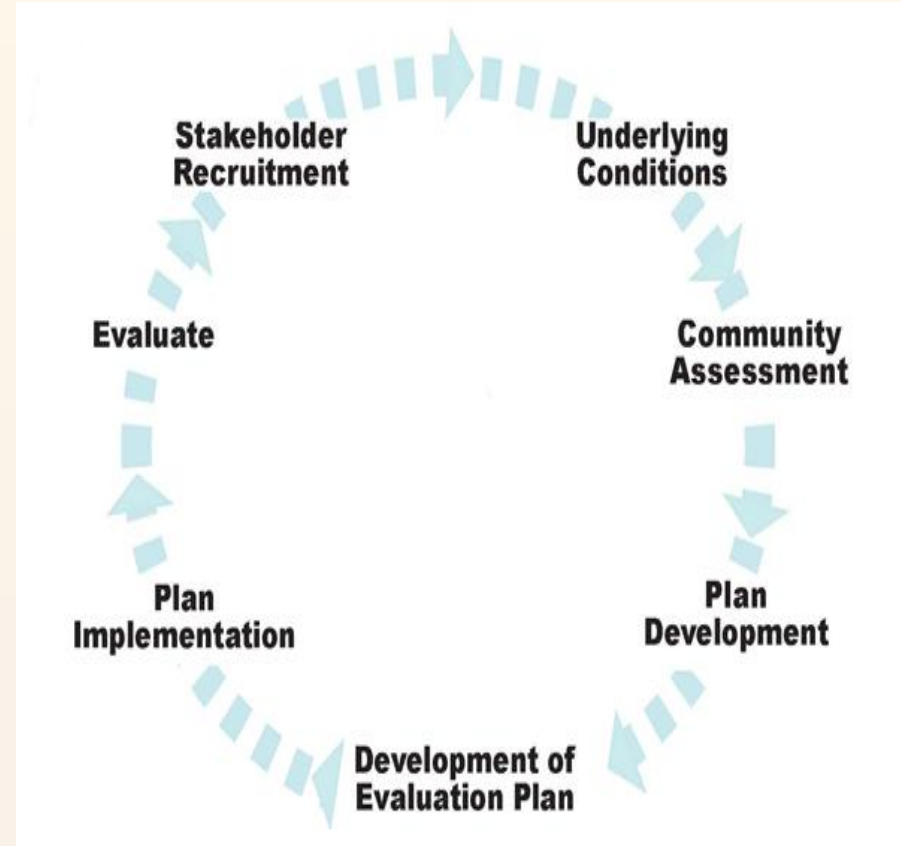 Stakeholder
Recruitment
Underlying
Conditions
Community
Assessment
Plan
Development
Development of
Evaluation Plan
Plan
Implementation
Evaluate